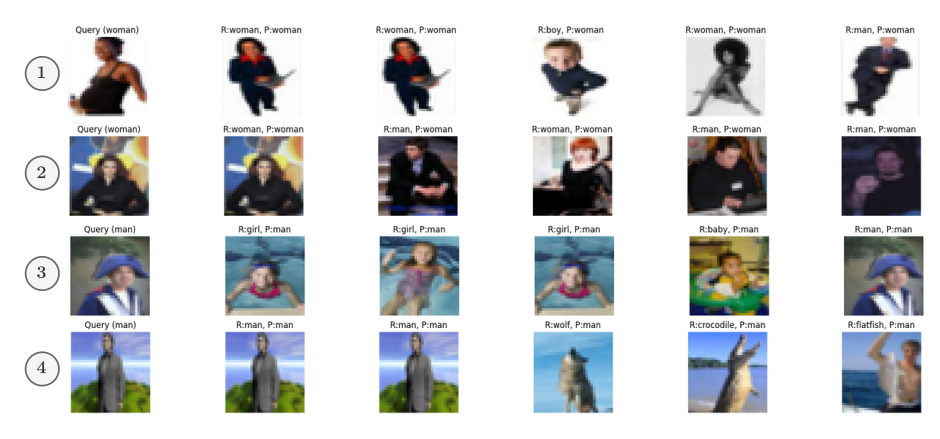 Query (woman) R:woman, P:woman R:woman, P:woman R:boy, P:woman R:woman, P:woman R:man, P:woman
1
Query (woman) R:woman, P:woman R:man, P:woman R:woman, P:woman R:man, P:woman R:man, P:woman
2
Query (man) R:girl, P:man R:girl, P:man R:girl, P:man R:baby, P:man R:man, P:man
3
Query (man) R:man, P:man R:man, P:man R:wolf, P:man R:crocodile, P:man R:flatfish, P:man
4